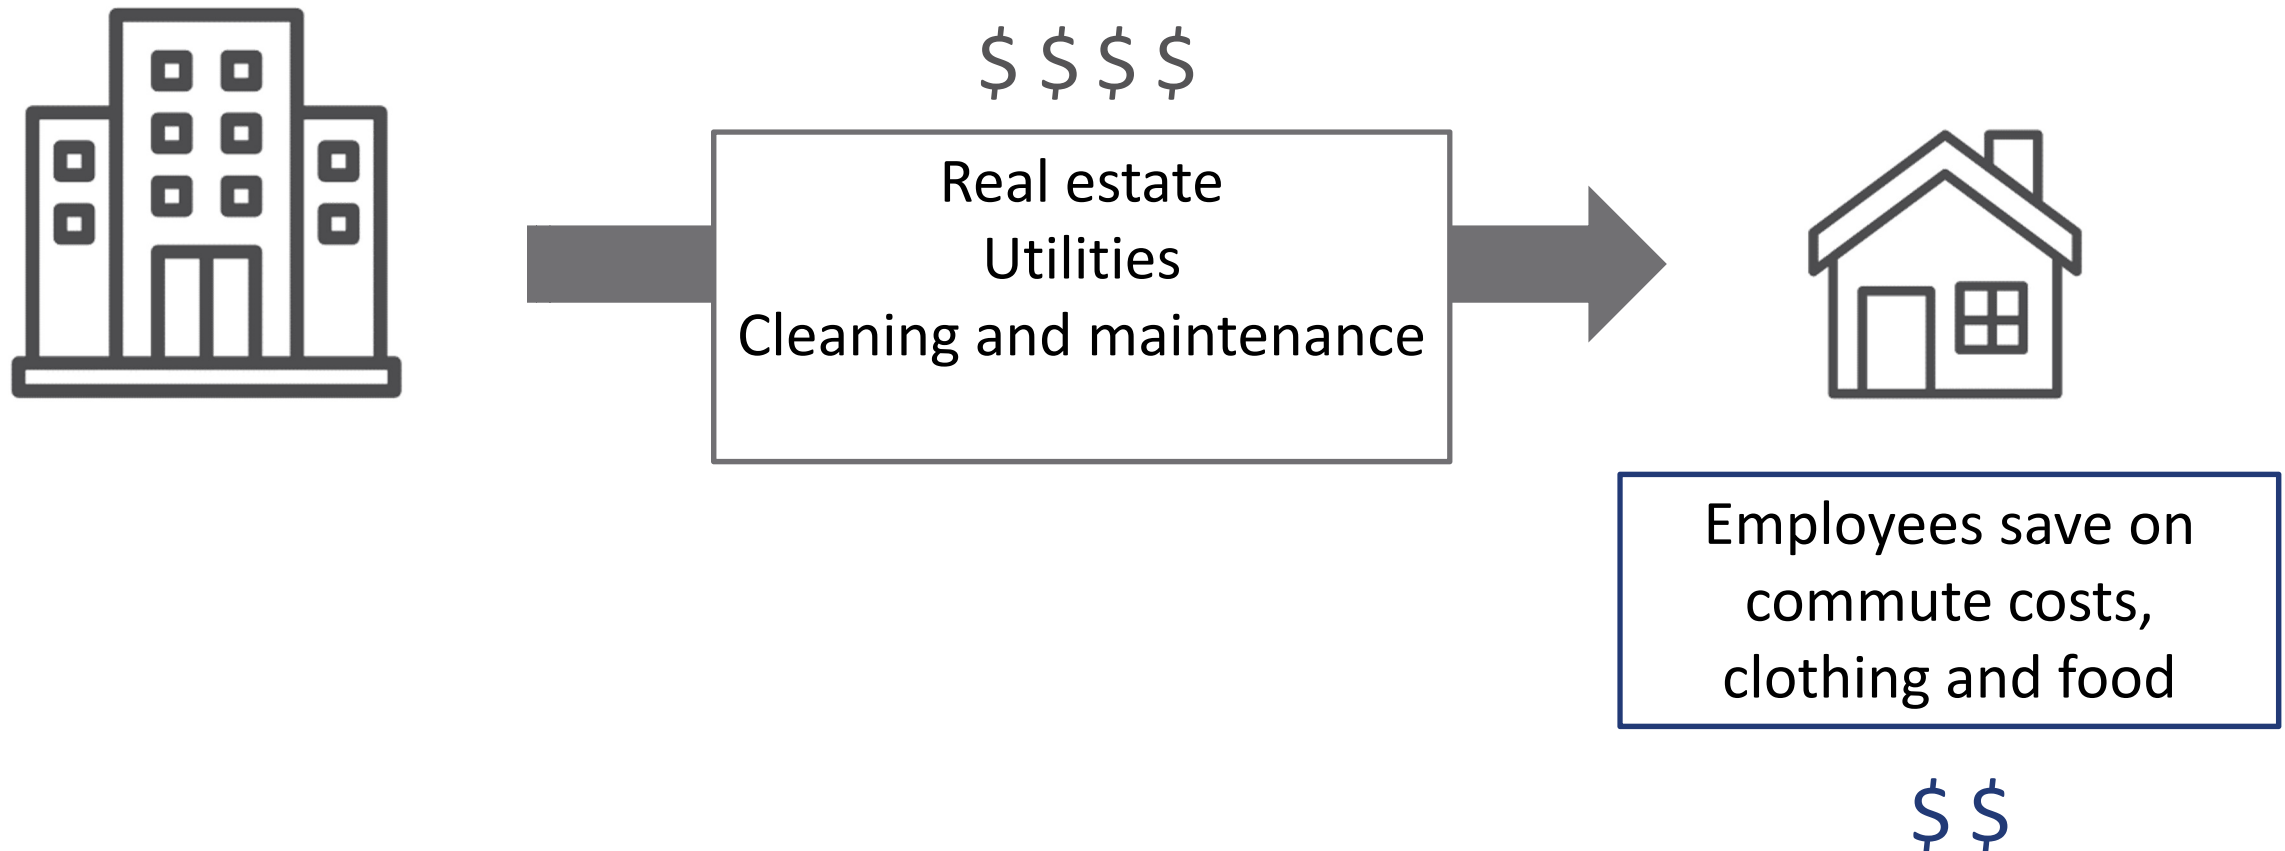 $ $ $ $
Real estate
Utilities
Cleaning and maintenance
Employees save on
commute costs,
clothing and food
$ $